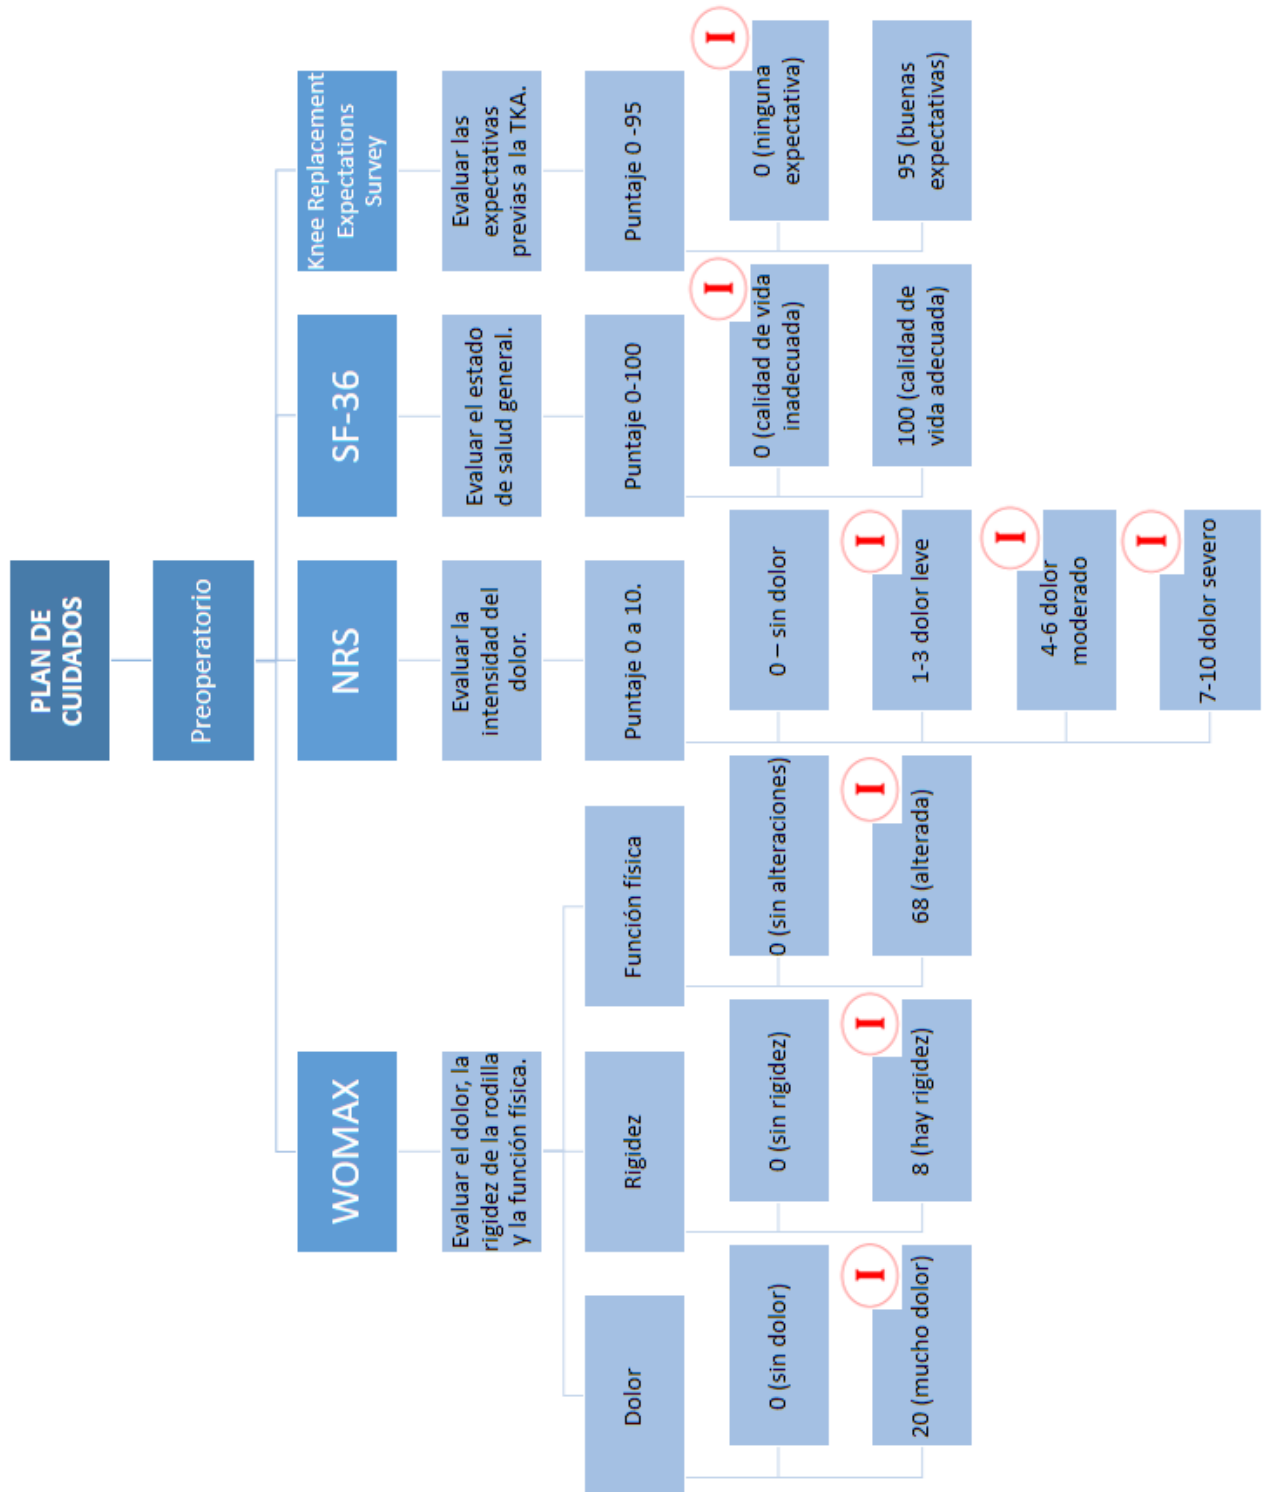 PLAN DE
CUIDADOS
Preoperatorio
WOMAX
Evaluar el dolor, la
rigidez de la rodilla
y la función física.
Dolor
0 (sin dolor)
I
20 (mucho dolor)
Rigidez
0 (sin rigidez)
I
8 (hay rigidez)
Función física
0 (sin alteraciones)
I
68 (alterada)
NRS
Evaluar la
intensidad del
dolor.
Puntaje 0 a 10.
0 – sin dolor
I
1-3 dolor leve
I
4-6 dolor
moderado
I
7-10 dolor severo
SF-36
Evaluar el estado
de salud general.
Puntaje 0-100
I
0 (calidad de vida
inadecuada)
100 (calidad de
vida adecuada)
Knee Replacement
Expectations
Survey
Evaluar las
expectativas
previas a la TKA.
Puntaje 0 -95
I
0 (ninguna
expectativa)
95 (buenas
expectativas)